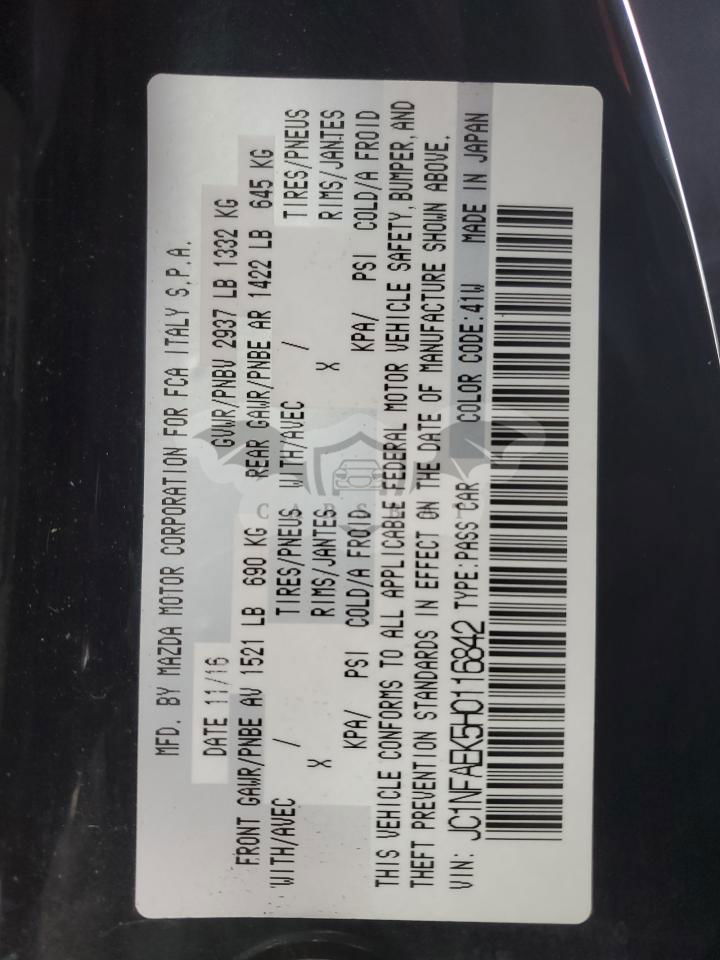 MFD. BY MAZDA MOTOR CORPORATION FOR FCA ITALY S.P.A.
DATE 11/16 GVWR/PNBV 2937 LB 1332 KG
FRONT GAWR/PNBE AV 1521 LB 690 KG REAR GAWR/PNBE AR 1422 LB 645 KG
WITH/AVEC / TIRES/PNEUS WITH/AVEC / TIRES/PNEUS
X RIMS/JANTES X RIMS/JANTES
KPA/ PSI COLD/A FROID KPA/ PSI COLD/A FROID
THIS VEHICLE CONFORMS TO ALL APPLICABLE FEDERAL MOTOR VEHICLE SAFETY, BUMPER, AND
THEFT PREVENTION STANDARDS IN EFFECT ON THE DATE OF MANUFACTURE SHOWN ABOVE.
VIN: JC1NFAEK5H0116842 TYPE:PASS CAR COLOR CODE:41W MADE IN JAPAN